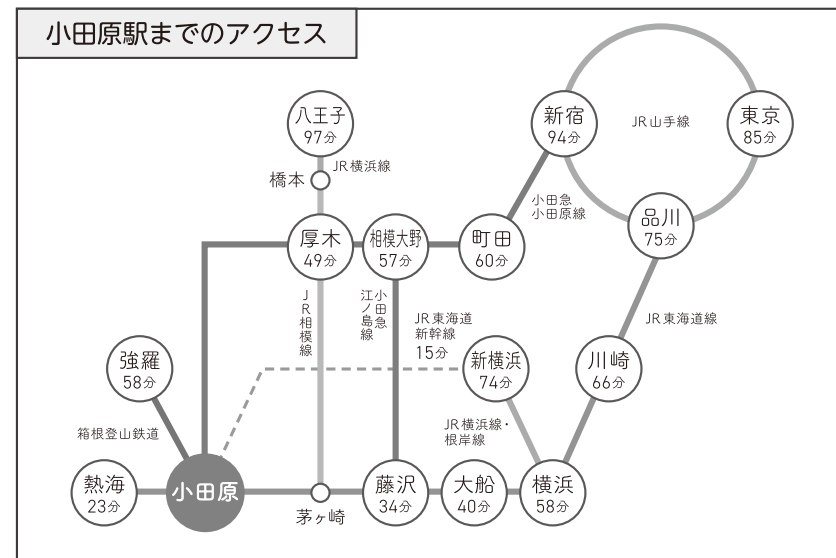 小田原駅までのアクセス
八王子
97分
新宿
94分
JR山手線
東京
85分
橋本
JR横浜線
小田急
小田原線
品川
75分
厚木
49分
相模大野
57分
町田
60分
JR相模線
小田急
江ノ島線
JR東海道
新幹線
15分
JR東海道線
強羅
58分
新横浜
74分
川崎
66分
箱根登山鉄道
JR横浜線・
根岸線
熱海
23分
小田原
茅ヶ崎
藤沢
34分
大船
40分
横浜
58分